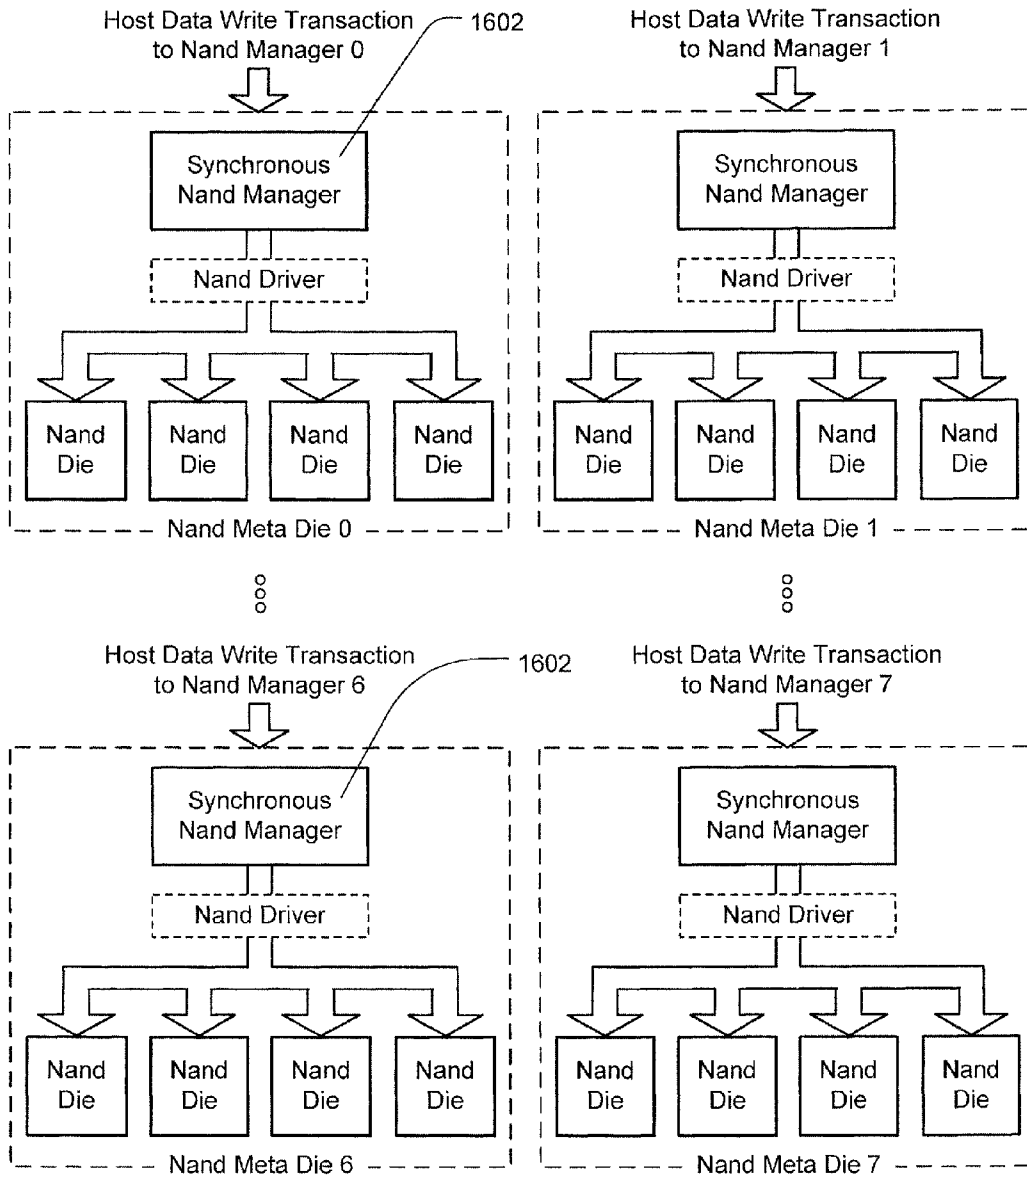 Host Data Write Transaction
to Nand Manager 0
1602
Host Data Write Transaction
to Nand Manager 1
Synchronous
Nand Manager
Synchronous
Nand Manager
Nand Driver
Nand Driver
Nand
Die
Nand
Die
Nand
Die
Nand
Die
Nand
Die
Nand
Die
Nand
Die
Nand
Die
Nand Meta Die 0
Nand Meta Die 1
Host Data Write Transaction
to Nand Manager 6
1602
Host Data Write Transaction
to Nand Manager 7
Synchronous
Nand Manager
Synchronous
Nand Manager
Nand Driver
Nand Driver
Nand
Die
Nand
Die
Nand
Die
Nand
Die
Nand
Die
Nand
Die
Nand
Die
Nand
Die
Nand Meta Die 6
Nand Meta Die 7